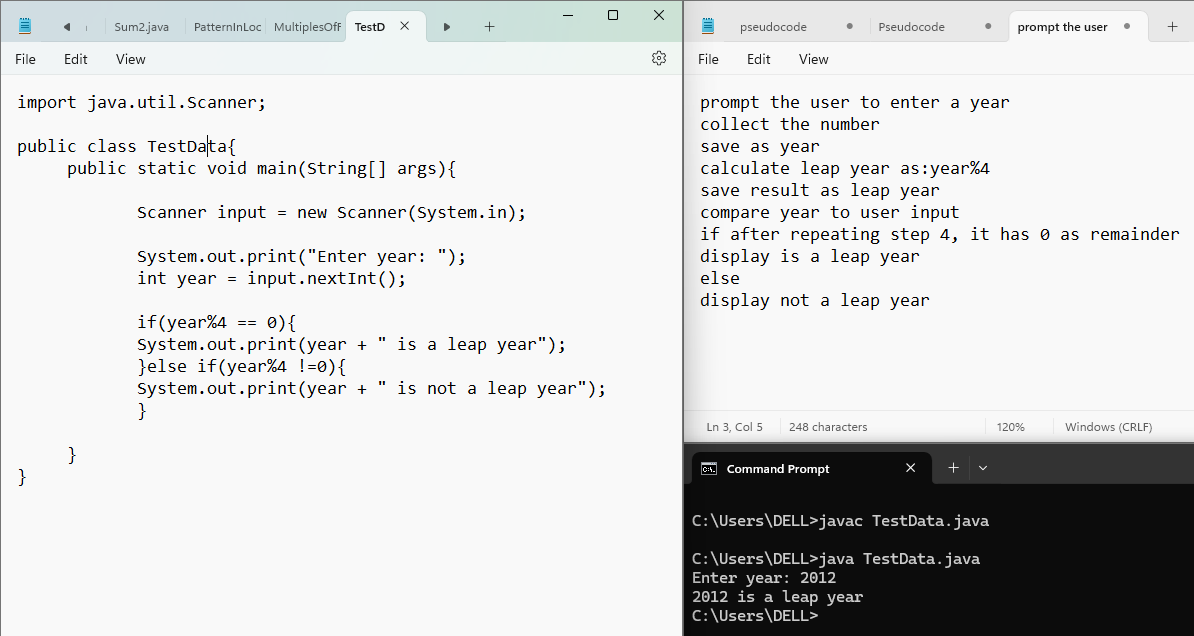 Sum2.java PatternInLoc MultiplesOfF TestD
File Edit View
import java.util.Scanner;
public class TestData{
public static void main(String[] args){
Scanner input = new Scanner(System.in);
System.out.print("Enter year: ");
int year = input.nextInt();
if(year%4 == 0){
System.out.print(year + " is a leap year");
}else if(year%4 !=0){
System.out.print(year + " is not a leap year");
}
}
}
pseudocode Pseudocode prompt the user
File Edit View
prompt the user to enter a year
collect the number
save as year
calculate leap year as:year%4
save result as leap year
compare year to user input
if after repeating step 4, it has 0 as remainder
display is a leap year
else
display not a leap year
Ln 3, Col 5 248 characters 120% Windows (CRLF)
Command Prompt
C:\Users\DELL>javac TestData.java
C:\Users\DELL>java TestData.java
Enter year: 2012
2012 is a leap year
C:\Users\DELL>